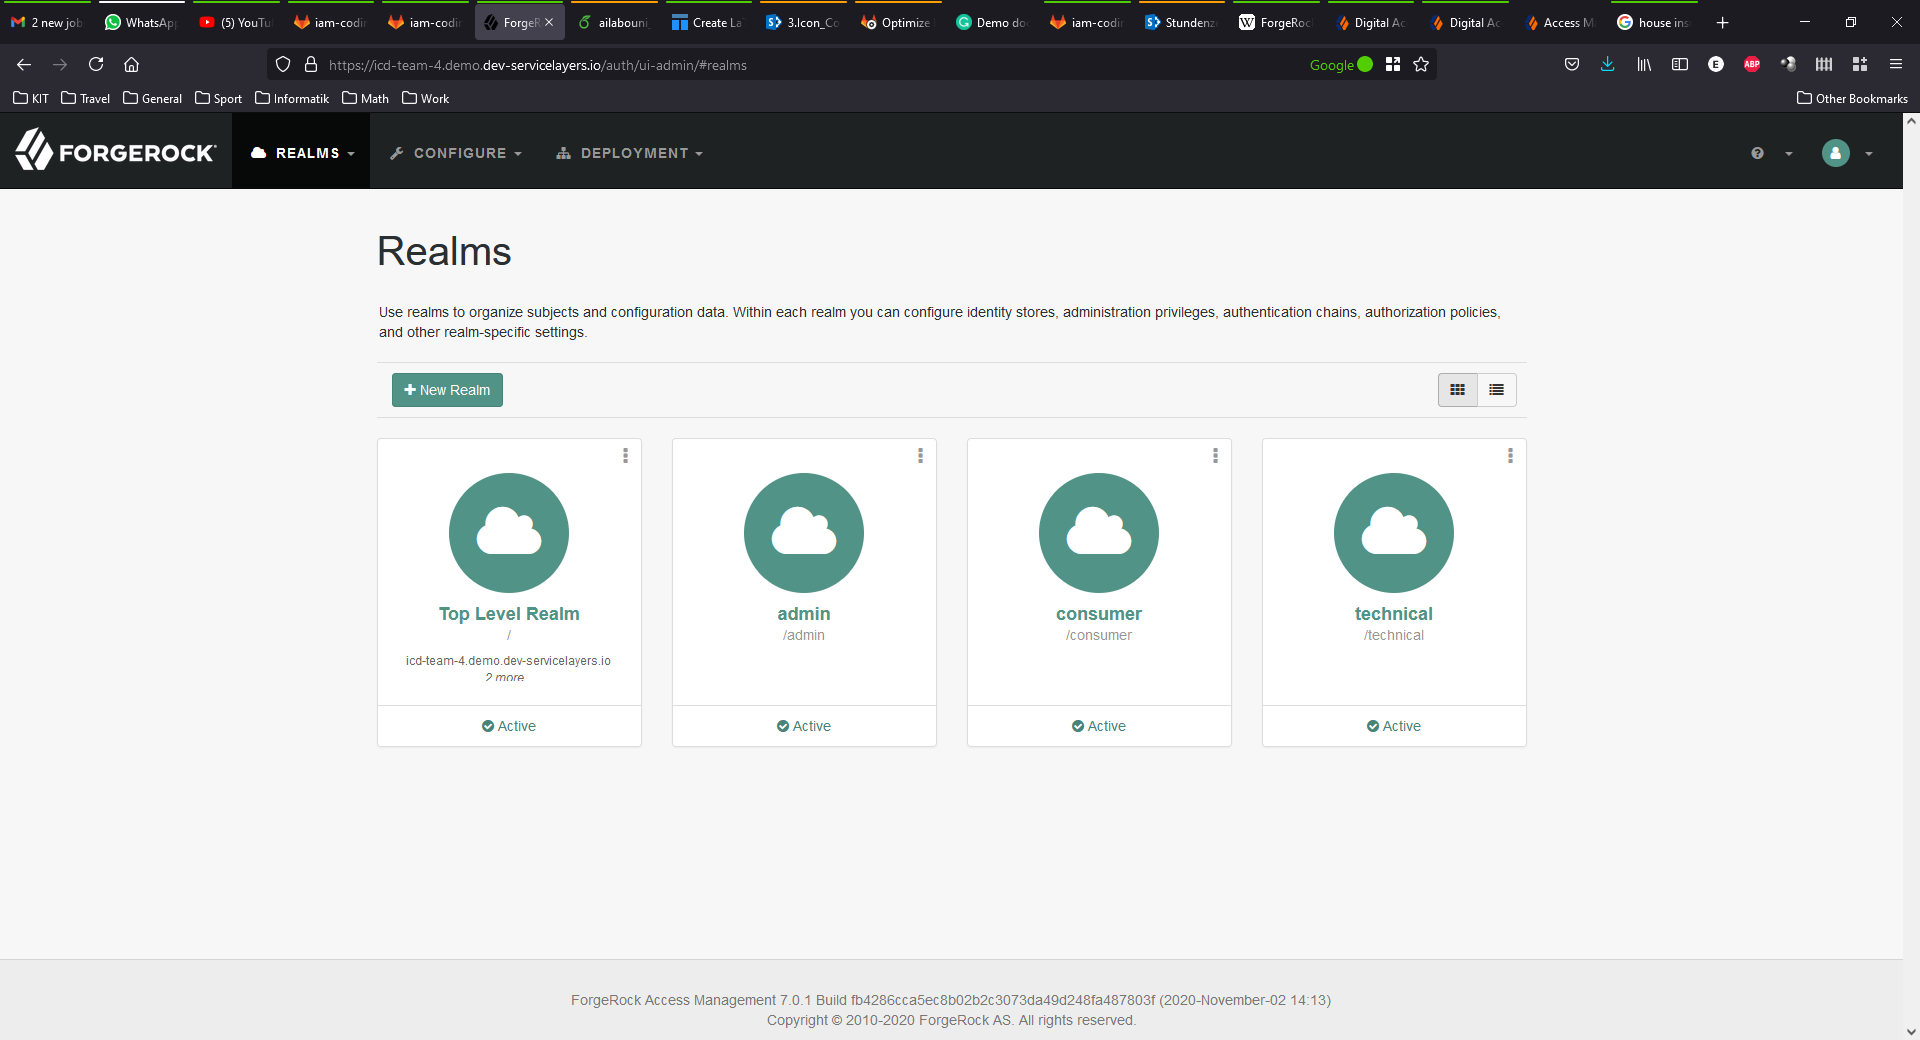 2 new job
WhatsApp
(5) YouTu
iam-codin
iam-codin
ForgeR
ailabouni
Create La
3.Icon_Co
Optimize
Demo do
iam-codin
Stundenz
ForgeRoc
Digital Ac
Digital Ac
Access M
house ins
https://icd-team-4.demo.dev-servicelayers.io/auth/ui-admin/#realms
Google
E
ABP
KIT
Travel
General
Sport
Informatik
Math
Work
Other Bookmarks
FORGEROCK
REALMS
CONFIGURE
DEPLOYMENT
Realms
Use realms to organize subjects and configuration data. Within each realm you can configure identity stores, administration privileges, authentication chains, authorization policies,
and other realm-specific settings.
New Realm
Top Level Realm
/
icd-team-4.demo.dev-servicelayers.io
2 more
Active
admin
/admin
Active
consumer
/consumer
Active
technical
/technical
Active
ForgeRock Access Management 7.0.1 Build fb4286cca5ec8b02b2c3073da49d248fa487803f (2020-November-02 14:13)
Copyright © 2010-2020 ForgeRock AS. All rights reserved.